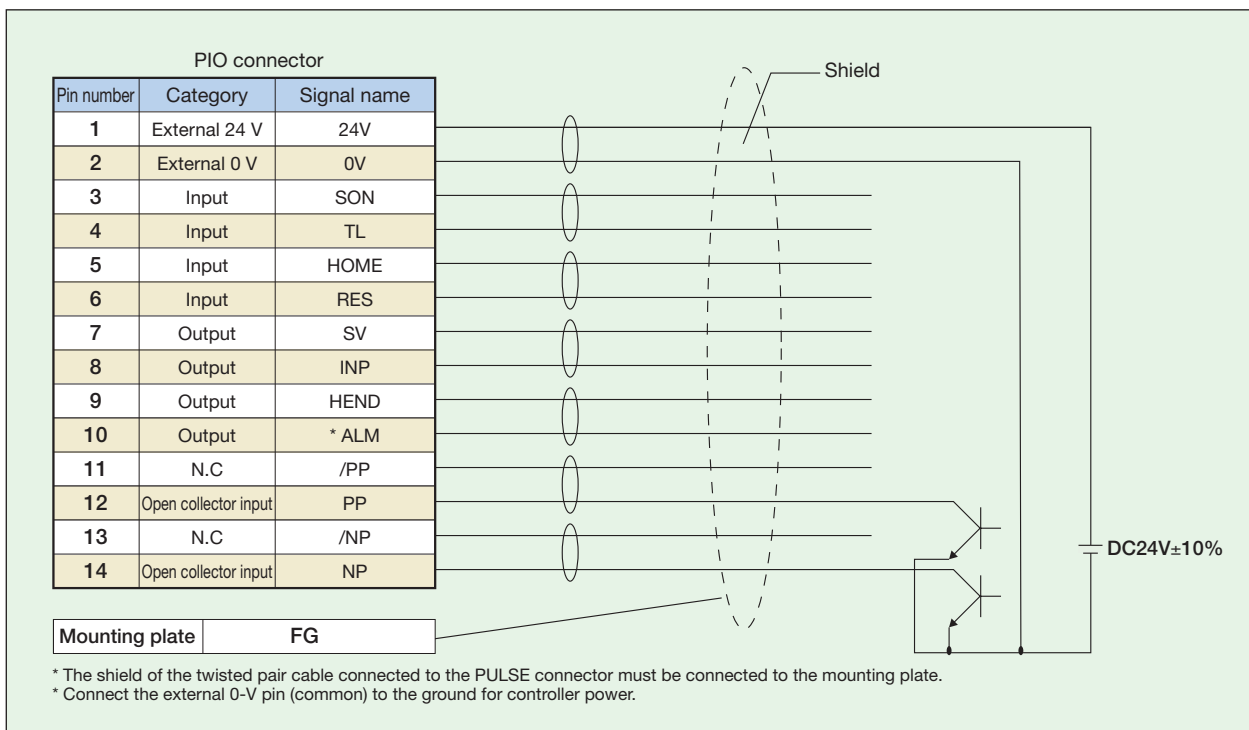 PIO connector
Shield
Pin number Category Signal name
1 External 24 V 24V
2 External 0 V 0V
3 Input SON
4 Input TL
5 Input HOME
6 Input RES
7 Output SV
8 Output INP
9 Output HEND
10 Output * ALM
11 N.C /PP
12 Open collector input PP
13 N.C /NP
14 Open collector input NP
DC24V±10%
Mounting plate FG
* The shield of the twisted pair cable connected to the PULSE connector must be connected to the mounting plate.
* Connect the external 0-V pin (common) to the ground for controller power.